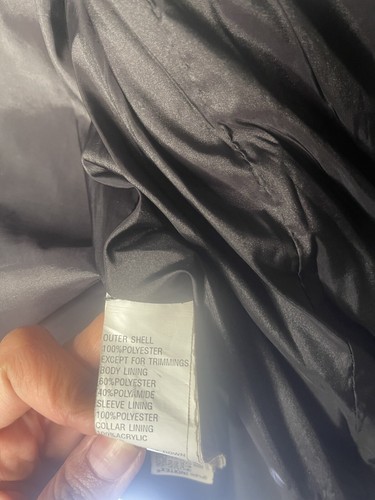 OUTER SHELL
100%POLYESTER
EXCEPT FOR TRIMMINGS
BODY LINING
60%POLYESTER
40%POLYAMIDE
SLEEVE LINING
100%POLYESTER
COLLAR LINING
100%ACRYLIC